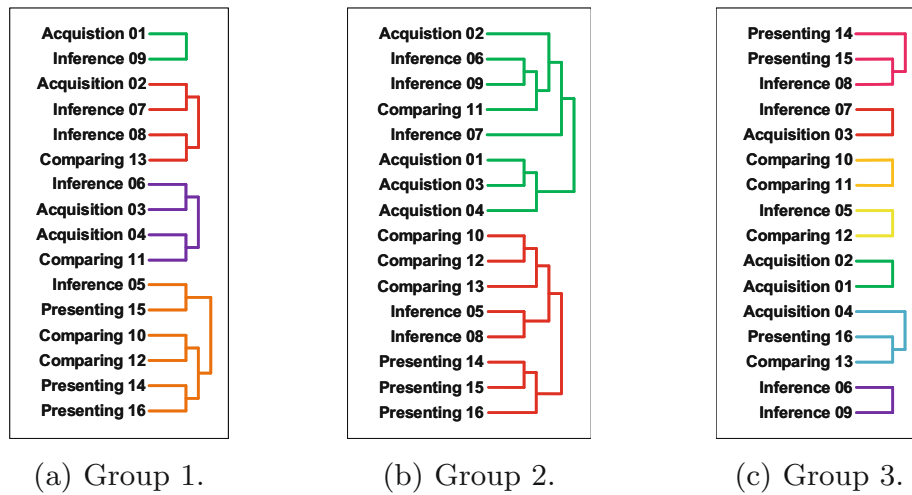 Acquistion 01
Inference 09
Acquisition 02
Inference 07
Inference 08
Comparing 13
Inference 06
Acquisition 03
Acquisition 04
Comparing 11
Inference 05
Presenting 15
Comparing 10
Comparing 12
Presenting 14
Presenting 16
(a) Group 1.
Acquistion 02
Inference 06
Inference 09
Comparing 11
Inference 07
Acquistion 01
Acquistion 03
Acquistion 04
Comparing 10
Comparing 12
Comparing 13
Inference 05
Inference 08
Presenting 14
Presenting 15
Presenting 16
(b) Group 2.
Presenting 14
Presenting 15
Inference 08
Inference 07
Acquisition 03
Comparing 10
Comparing 11
Inference 05
Comparing 12
Acquisition 02
Acquisition 01
Acquisition 04
Presenting 16
Comparing 13
Inference 06
Inference 09
(c) Group 3.